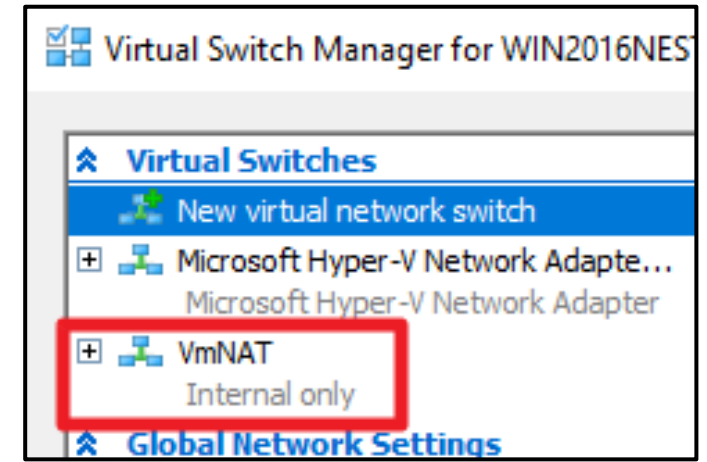 Virtual Switch Manager for WIN2016NES
Virtual Switches
New virtual network switch
Microsoft Hyper-V Network Adapte...
Microsoft Hyper-V Network Adapter
VmNAT
Internal only
Global Network Settings